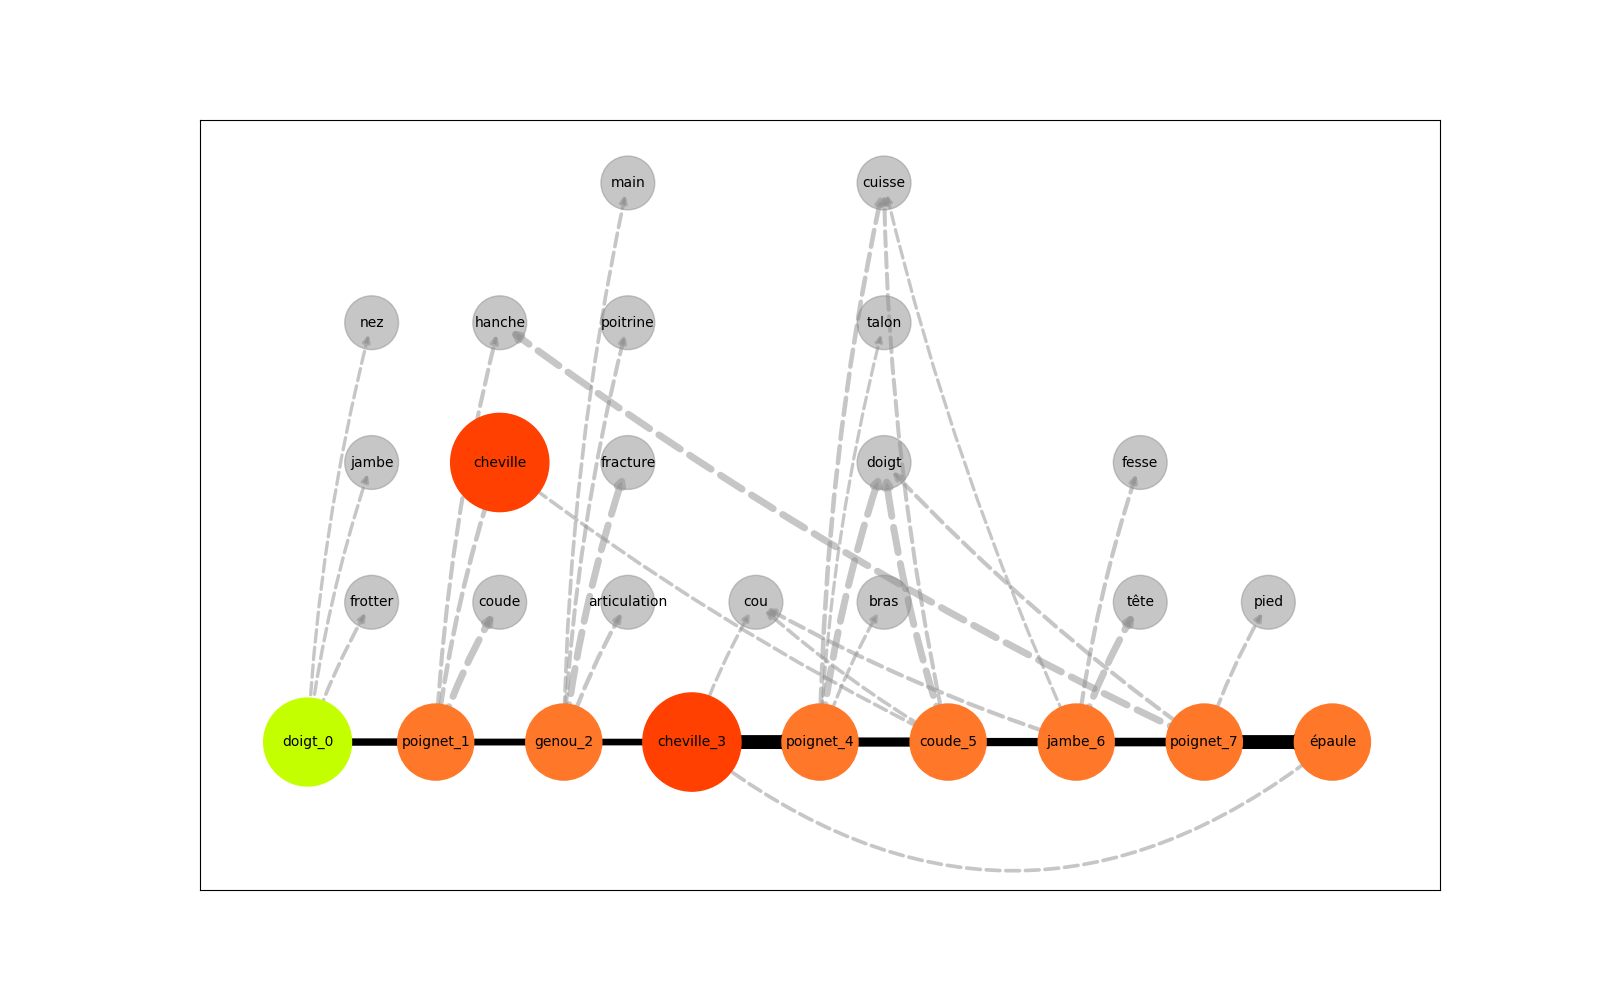 main
cuisse
nez
hanche
poitrine
talon
jambe
cheville
fracture
doigt
fesse
frotter
coude
articulation
cou
bras
tête
pied
doigt_0
poignet_1
genou_2
cheville_3
poignet_4
coude_5
jambe_6
poignet_7
épaule